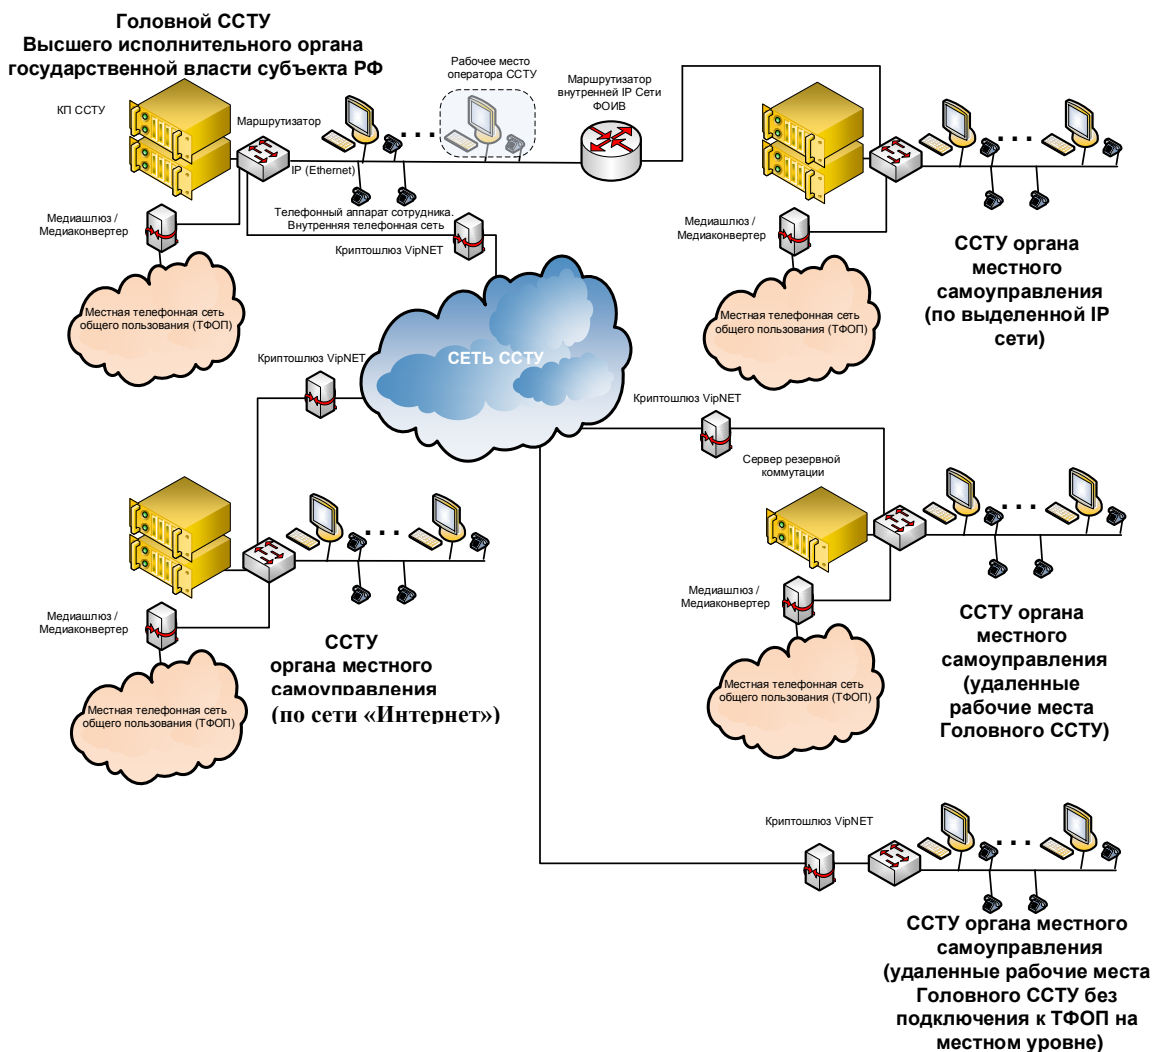 Головной ССТУ
Высшего исполнительного органа
государственной власти субъекта РФ
Рабочее место
оператора ССТУ
Маршрутизатор
внутренней IP Сети
ФОИВ
КП ССТУ
Маршрутизатор
IP (Ethernet)
Медиашлюз /
Медиаконвертер
Телефонный аппарат сотрудника.
Внутренняя телефонная сеть
Криптошлюз VipNET
Местная телефонная сеть
общего пользования (ТФОП)
Медиашлюз /
Медиаконвертер
Местная телефонная сеть
общего пользования (ТФОП)
ССТУ органа
местного
самоуправления
(по выделенной IP
сети)
СЕТЬ ССТУ
Криптошлюз VipNET
Криптошлюз VipNET
Сервер резервной
коммутации
Медиашлюз /
Медиаконвертер
Местная телефонная сеть
общего пользования (ТФОП)
ССТУ
органа местного
самоуправления
(по сети «Интернет»)
Медиашлюз /
Медиаконвертер
Местная телефонная сеть
общего пользования (ТФОП)
ССТУ органа
местного
самоуправления
(удаленные
рабочие места
Головного ССТУ)
Криптошлюз VipNET
ССТУ органа местного
самоуправления
(удаленные рабочие места
Головного ССТУ без
подключения к ТФОП на
местном уровне)